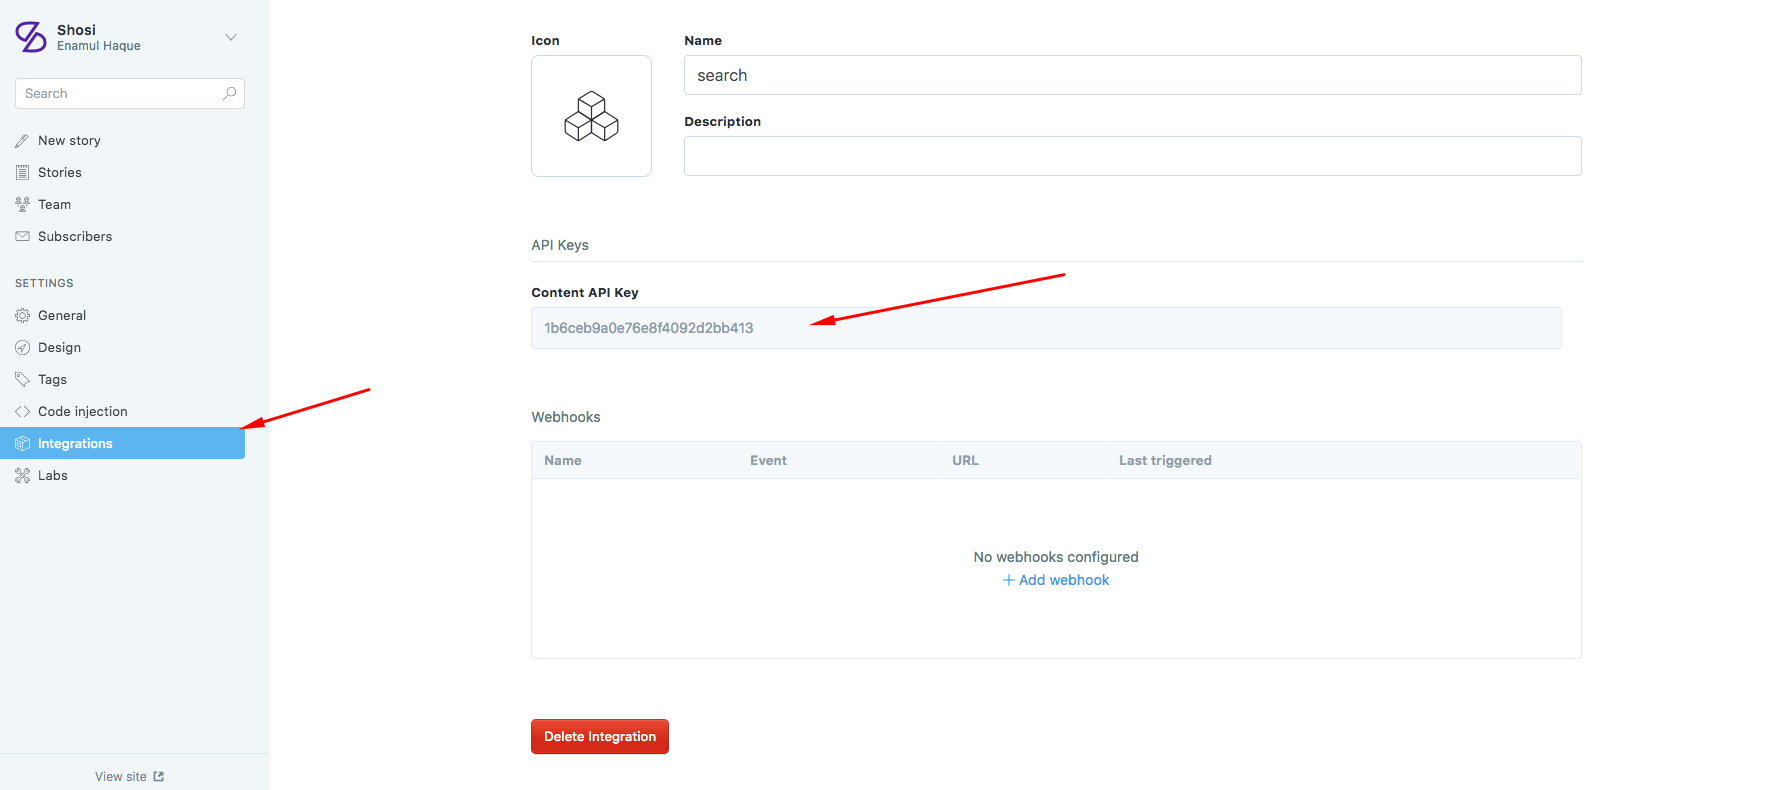 Shosi
Enamul Haque
Search
New story
Stories
Team
Subscribers
SETTINGS
General
Design
Tags
Code injection
Integrations
Labs
View site
Icon
Name
search
Description
API Keys
Content API Key
1b6ceb9a0e76e8f4092d2bb413
Webhooks
Name Event URL Last triggered
No webhooks configured
+ Add webhook
Delete Integration